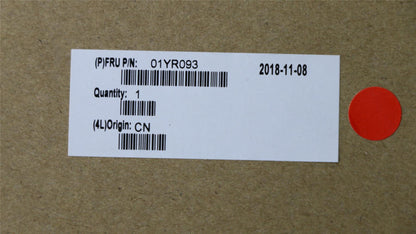 (P)FRU P/N: 01YR093 2018-11-08
Quantity: 1
(4L)Origin: CN